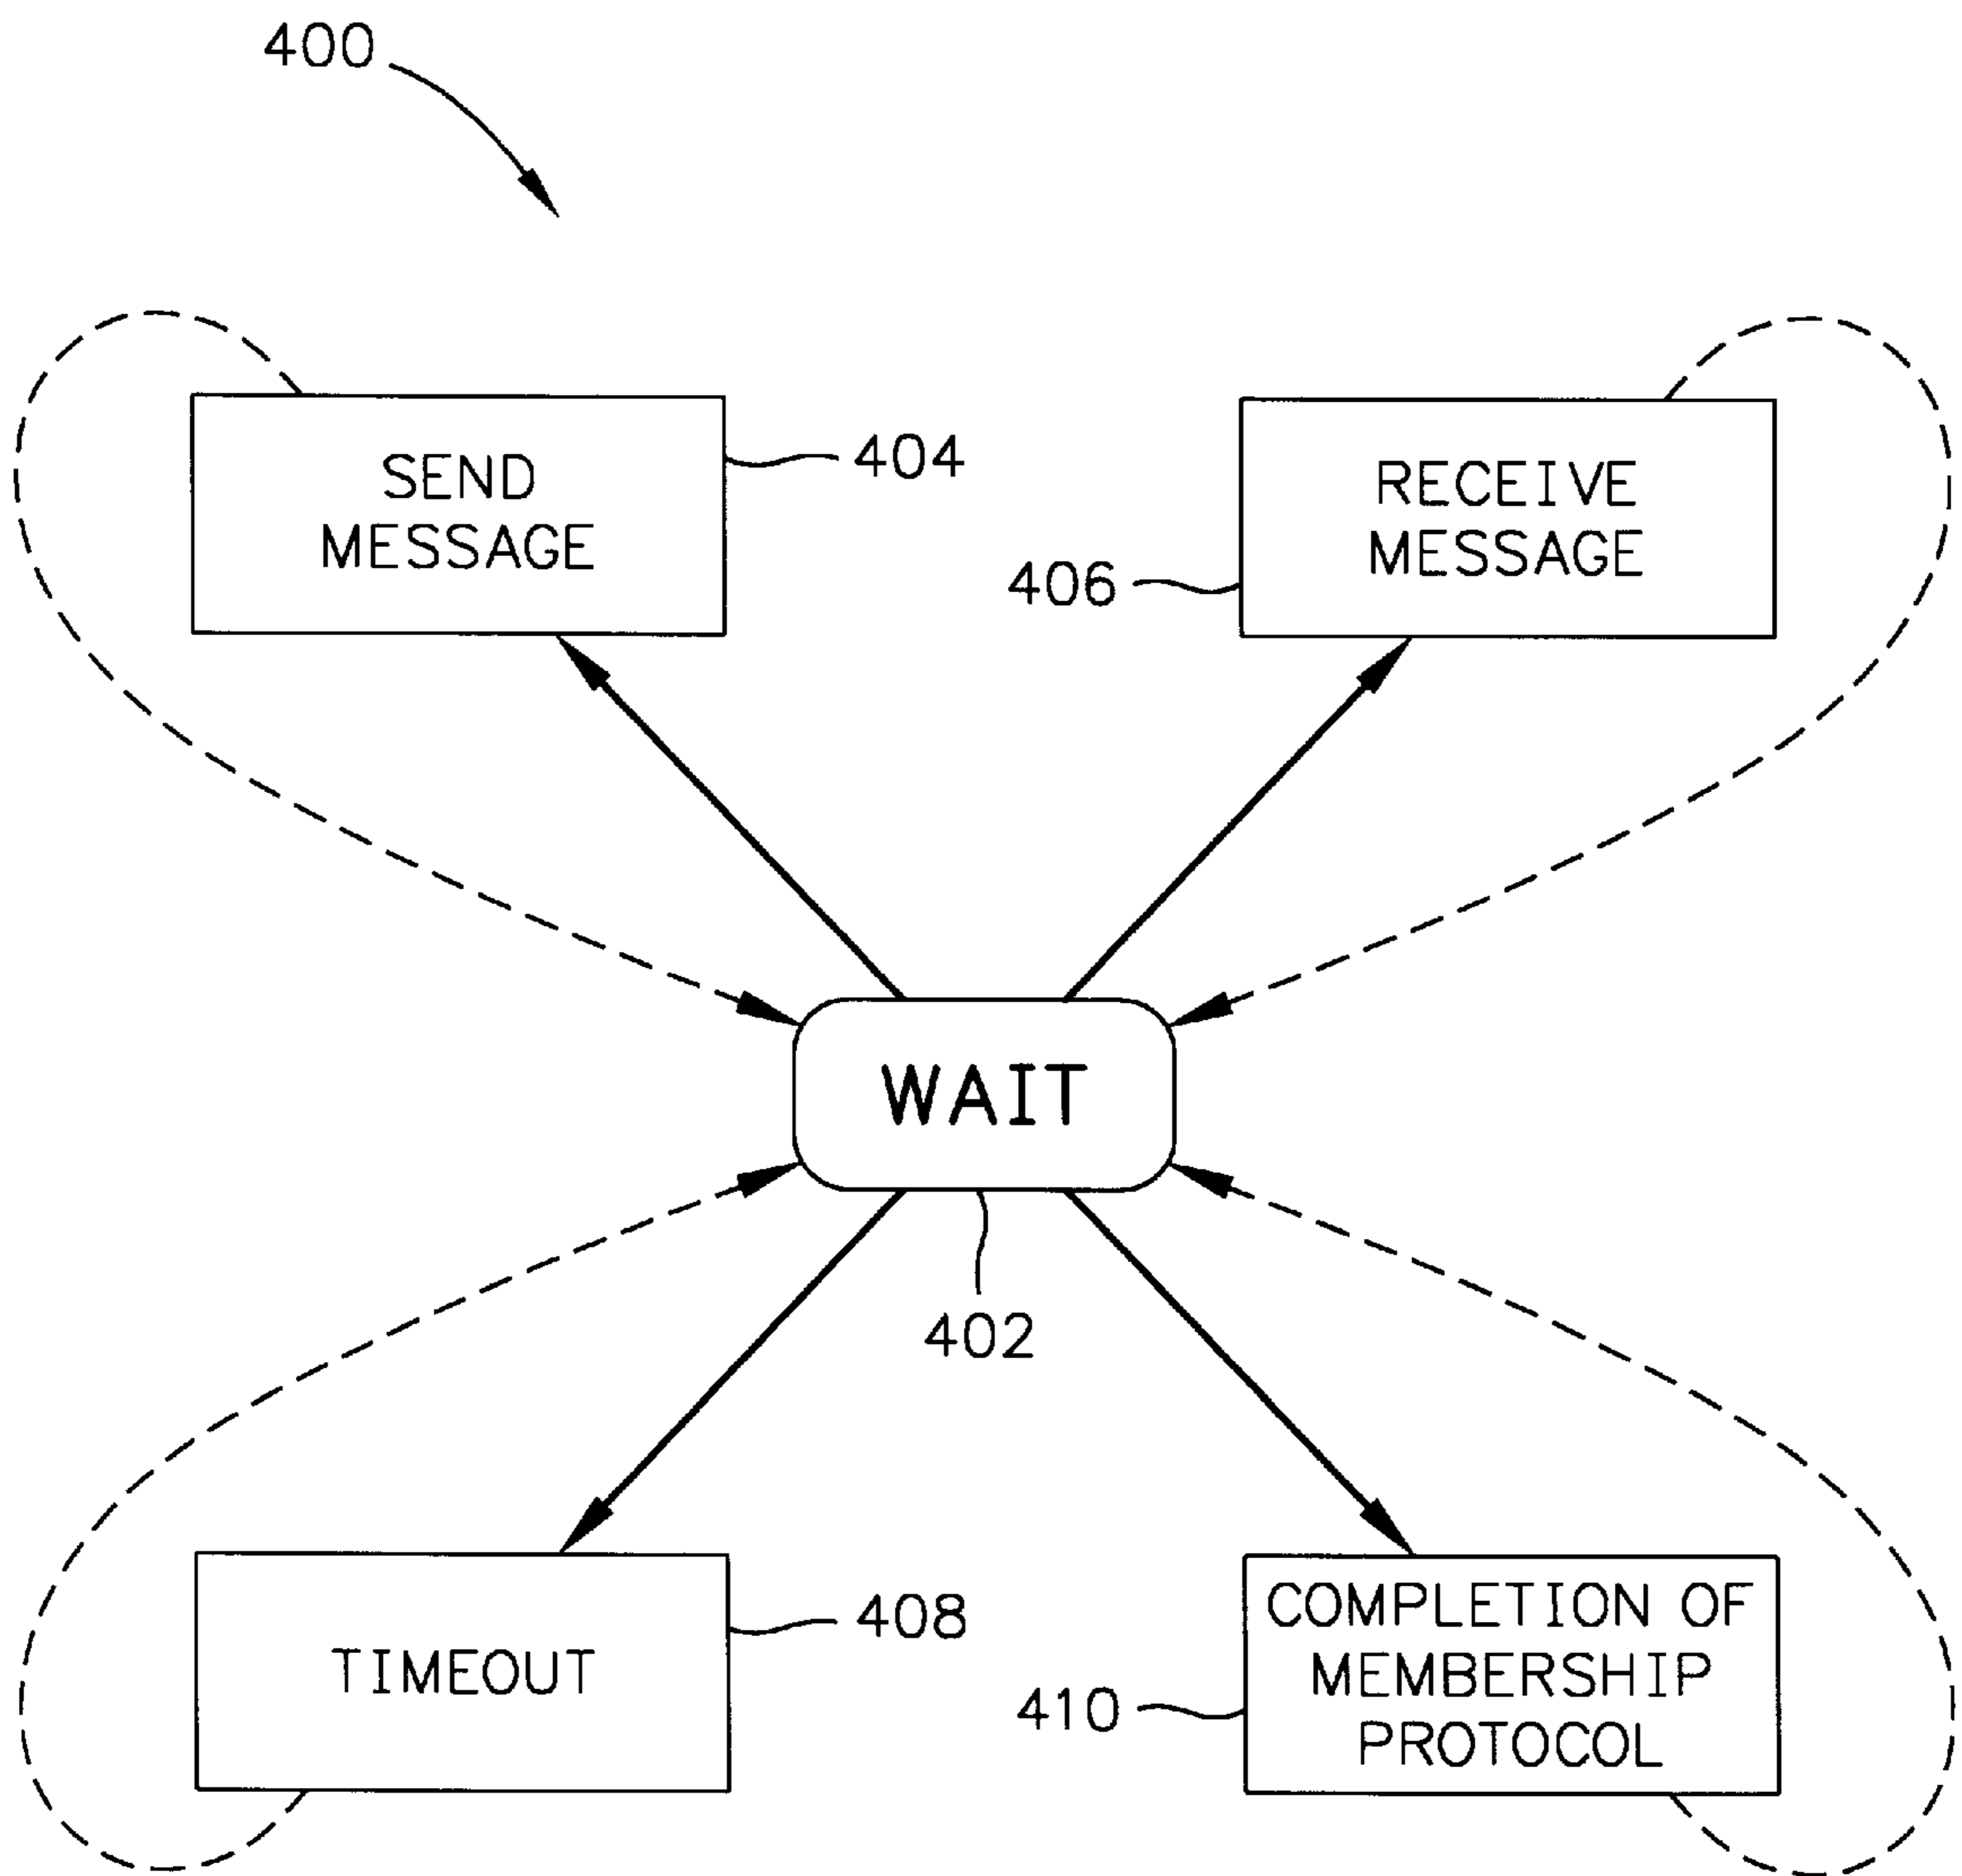 400
SEND
MESSAGE
404
RECEIVE
MESSAGE
406
WAIT
402
TIMEOUT
408
COMPLETION OF
MEMBERSHIP
PROTOCOL
410